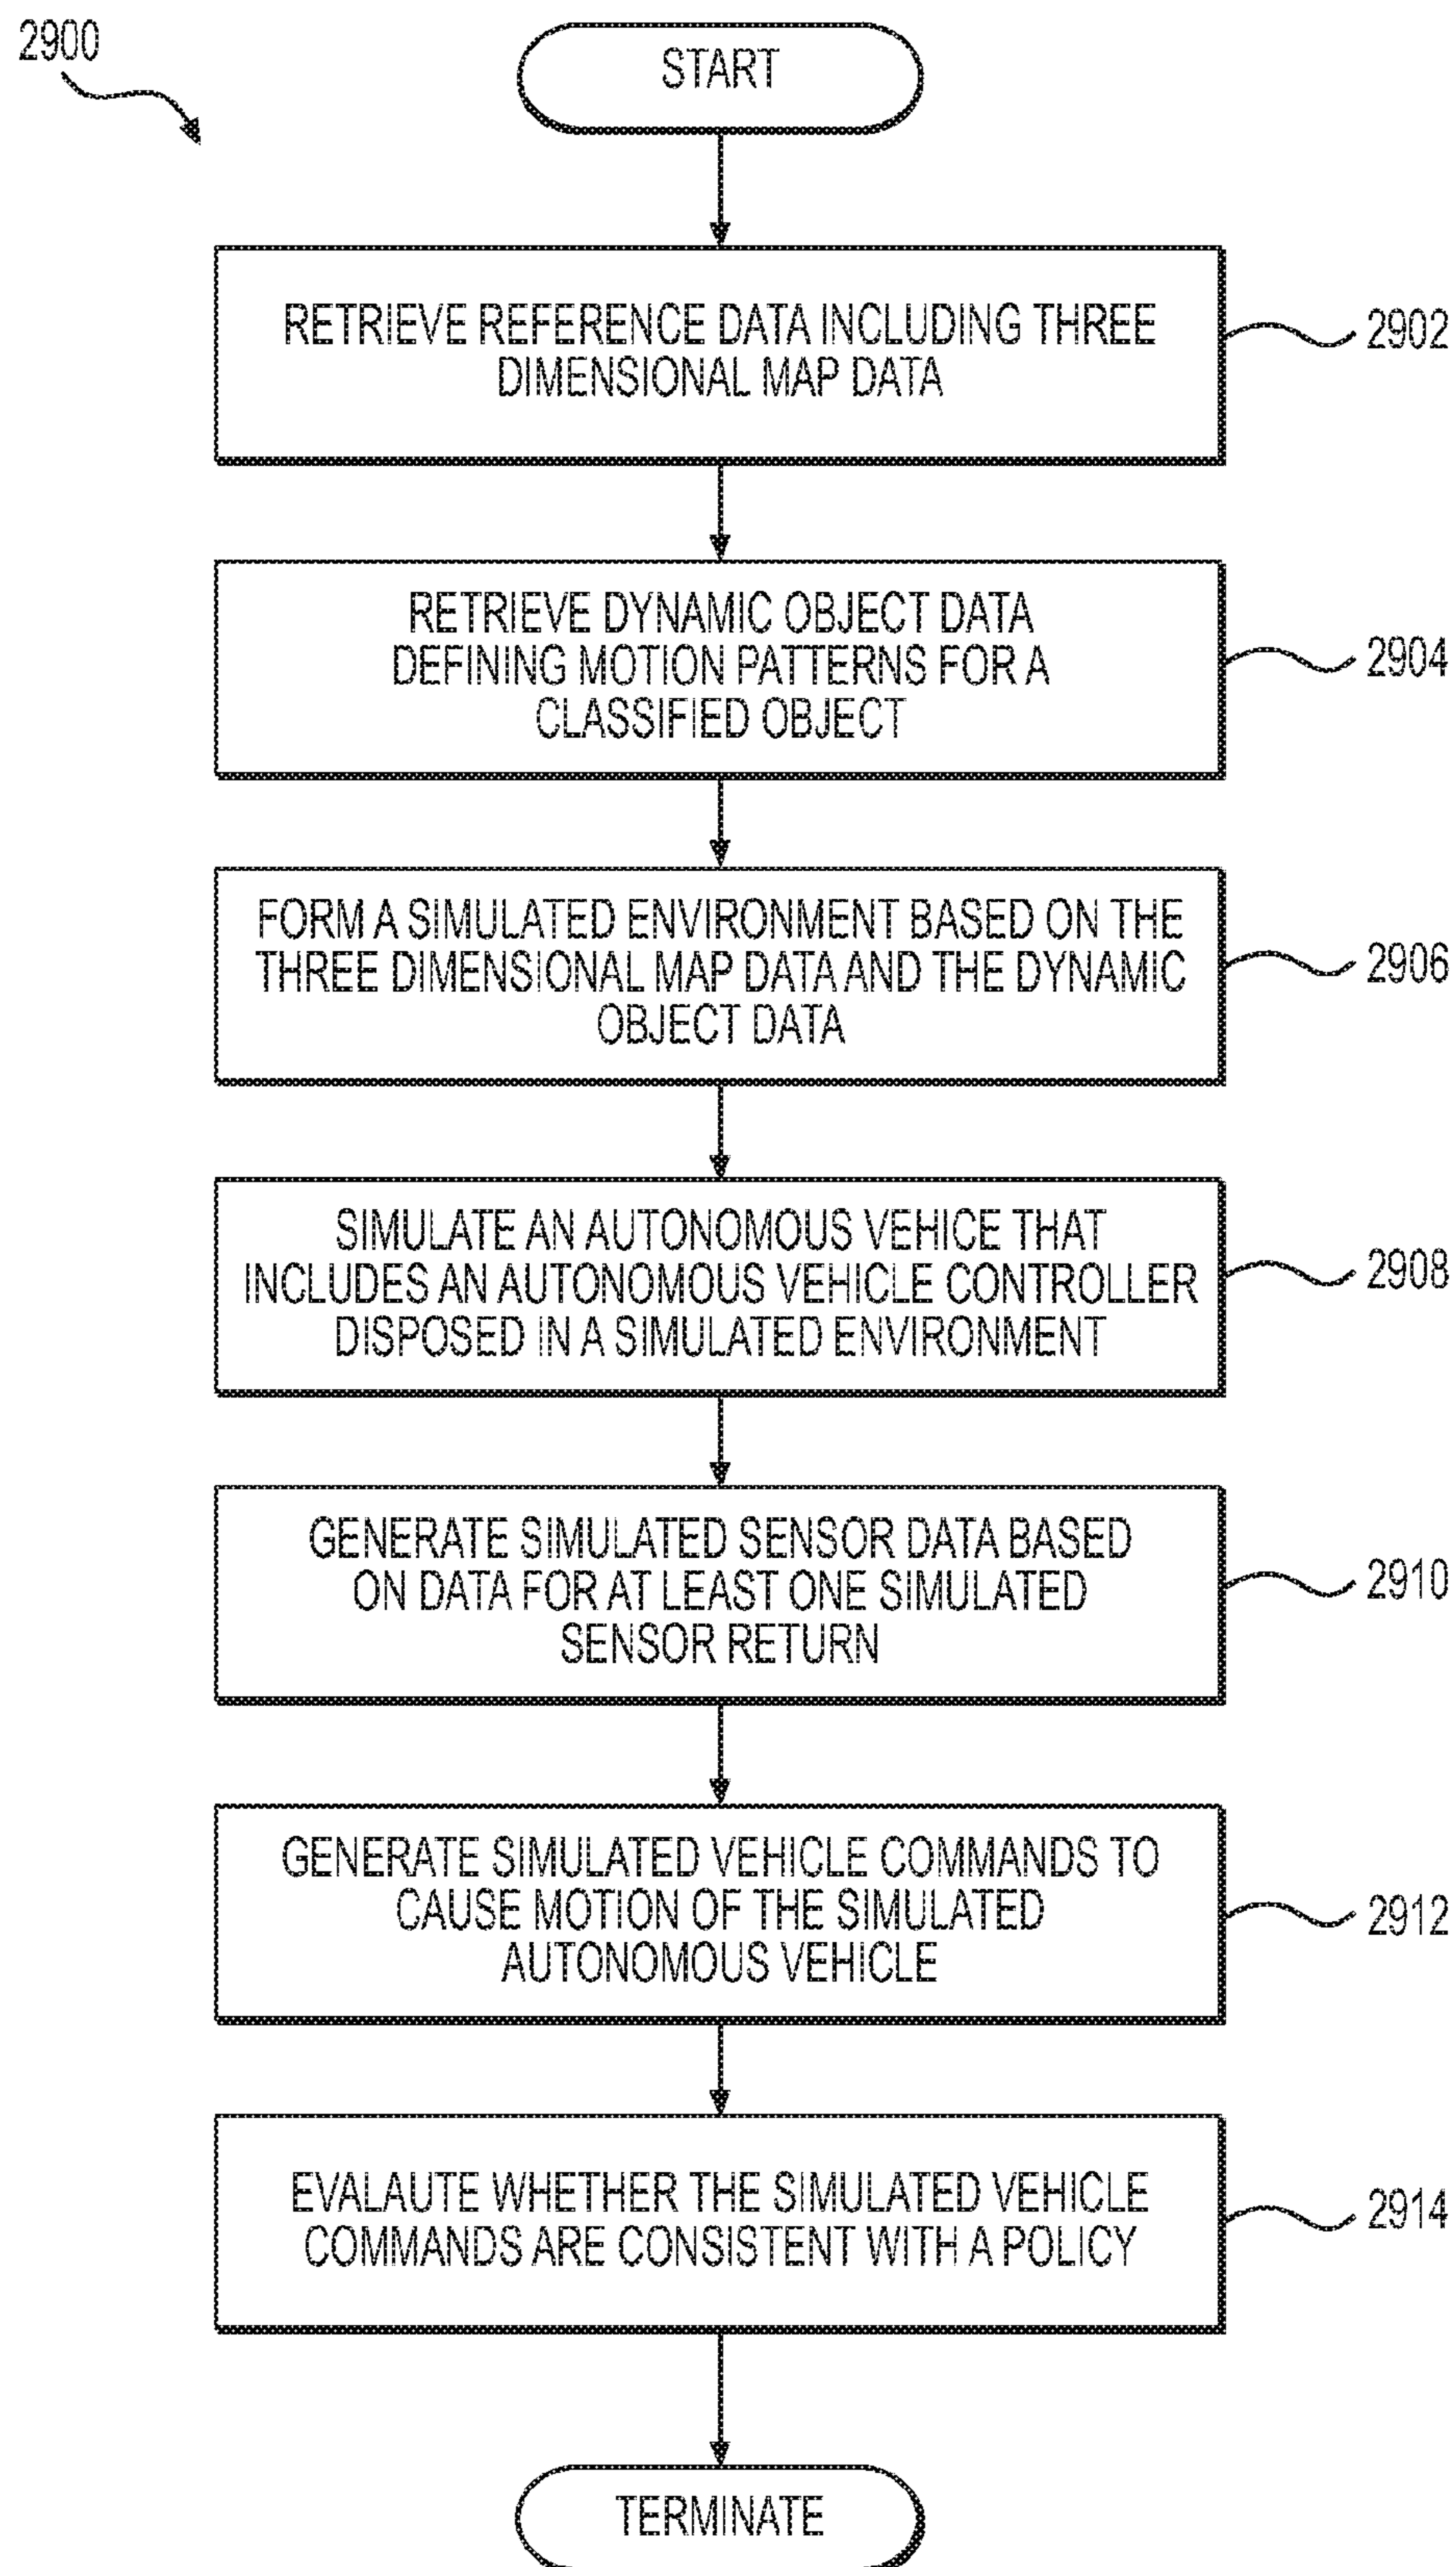 2900
START
RETRIEVE REFERENCE DATA INCLUDING THREE
DIMENSIONAL MAP DATA
2902
RETRIEVE DYNAMIC OBJECT DATA
DEFINING MOTION PATTERNS FOR A
CLASSIFIED OBJECT
2904
FORM A SIMULATED ENVIRONMENT BASED ON THE
THREE DIMENSIONAL MAP DATA AND THE DYNAMIC
OBJECT DATA
2906
SIMULATE AN AUTONOMOUS VEHICE THAT
INCLUDES AN AUTONOMOUS VEHICLE CONTROLLER
DISPOSED IN A SIMULATED ENVIRONMENT
2908
GENERATE SIMULATED SENSOR DATA BASED
ON DATA FOR AT LEAST ONE SIMULATED
SENSOR RETURN
2910
GENERATE SIMULATED VEHICLE COMMANDS TO
CAUSE MOTION OF THE SIMULATED
AUTONOMOUS VEHICLE
2912
EVALAUTE WHETHER THE SIMULATED VEHICLE
COMMANDS ARE CONSISTENT WITH A POLICY
2914
TERMINATE